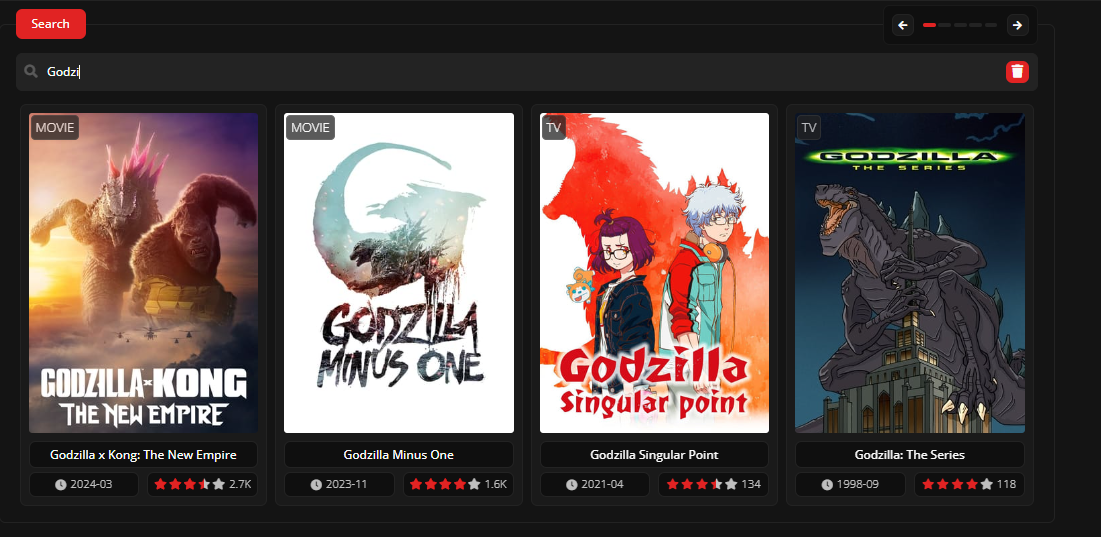 Search
Godzi
MOVIE
GODZILLA x KONG
THE NEW EMPIRE
Godzilla x Kong: The New Empire
2024-03
2.7K
MOVIE
GODZILLA
MINUS ONE
Godzilla Minus One
2023-11
1.6K
TV
Godzilla
Singular point
Godzilla Singular Point
2021-04
134
TV
GODZILLA
THE SERIES
Godzilla: The Series
1998-09
118